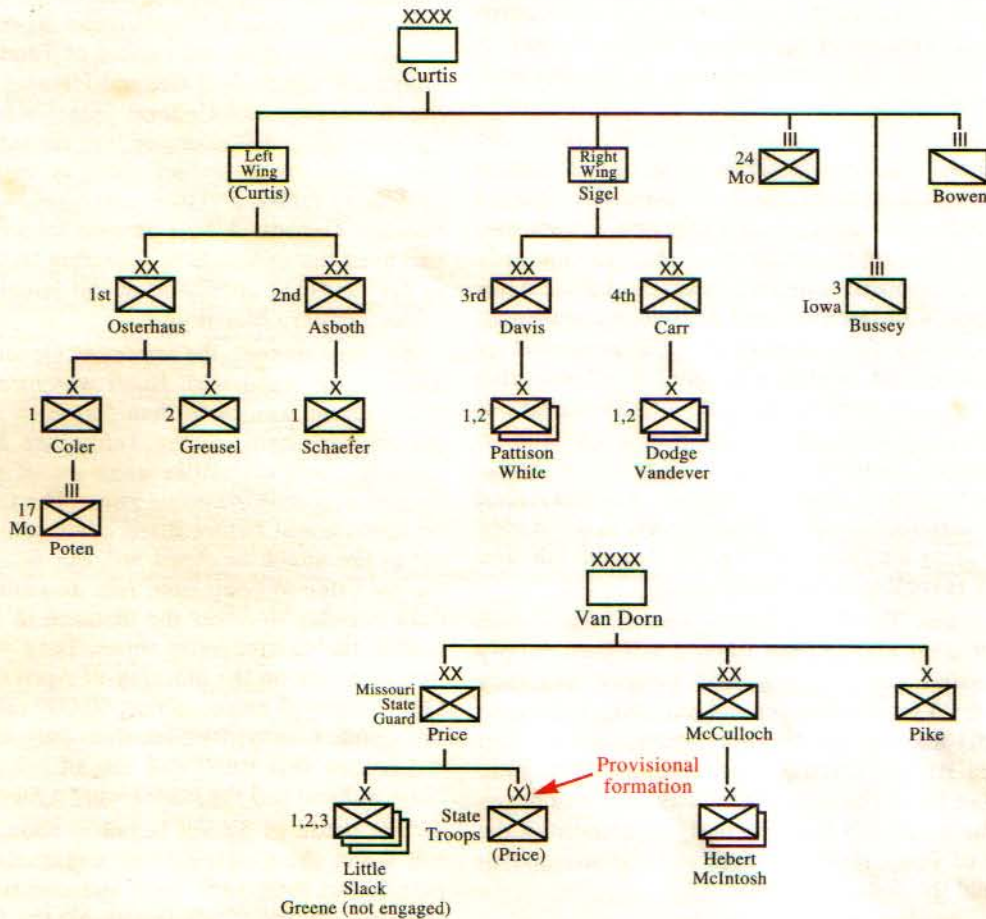 XXXX
Curtis
Left
Wing
(Curtis)
Right
Wing
Sigel
III
24
Mo
III
Bowen
XX
1st
Osterhaus
XX
2nd
Asboth
XX
3rd
Davis
XX
4th
Carr
III
3
Iowa
Bussey
X
1
Coler
X
2
Greusel
X
1
Schaefer
X
1,2
Pattison
White
X
1,2
Dodge
Vandever
III
17
Mo
Poten
XXXX
Van Dorn
XX
Missouri
State
Guard
Price
XX
McCulloch
X
Pike
Provisional
formation
X
1,2,3
Little
Slack
Greene (not engaged)
(X)
State
Troops
(Price)
X
Hebert
McIntosh